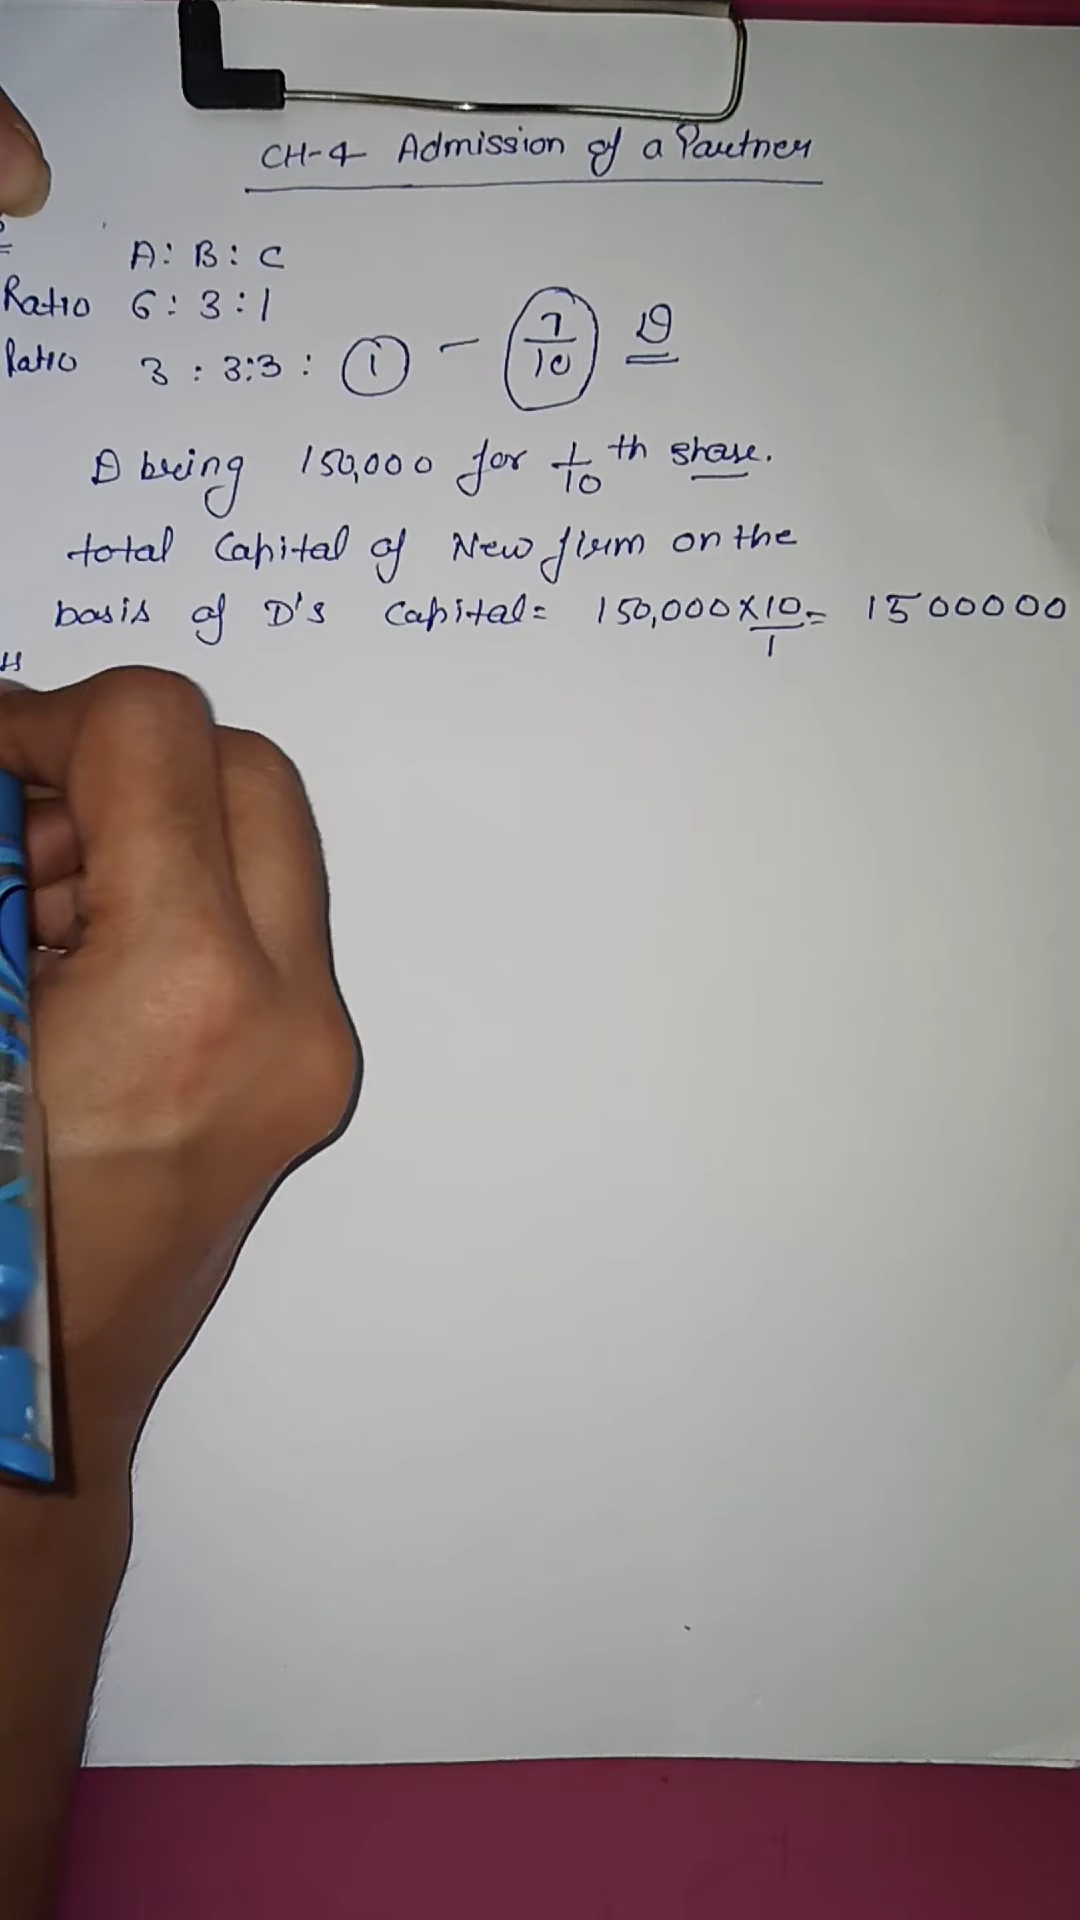 CH-4 Admission of a Partner
A: B: C
Ratio 6: 3: 1
Ratio 3 : 3:3 : 1 - 1/10 D
D bring 150,000 for 1/10 th share.
total Capital of New firm on the
basis of D's Capital = 150,000 × 10/1 = 1500000